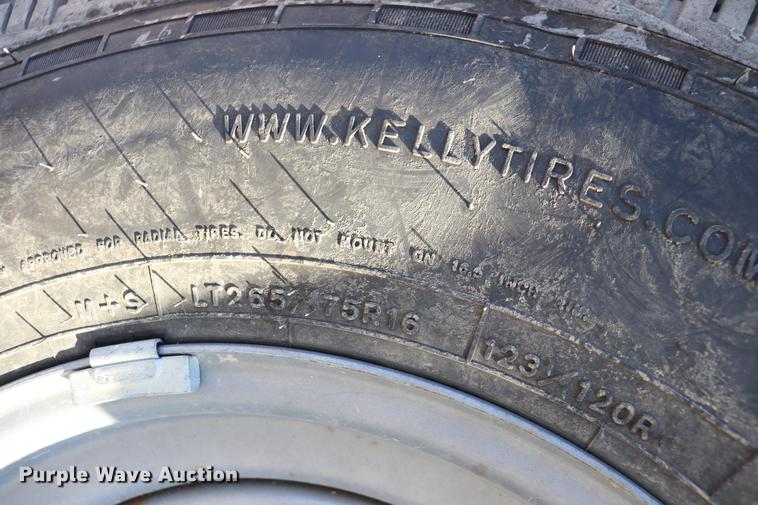 WWW.KELLYTIRES.COM
APPROVED FOR RADIAL TIRES. DO NOT MOUNT ON 16.5 INCH
M+S LT265/75R16 123/120R
Purple Wave Auction